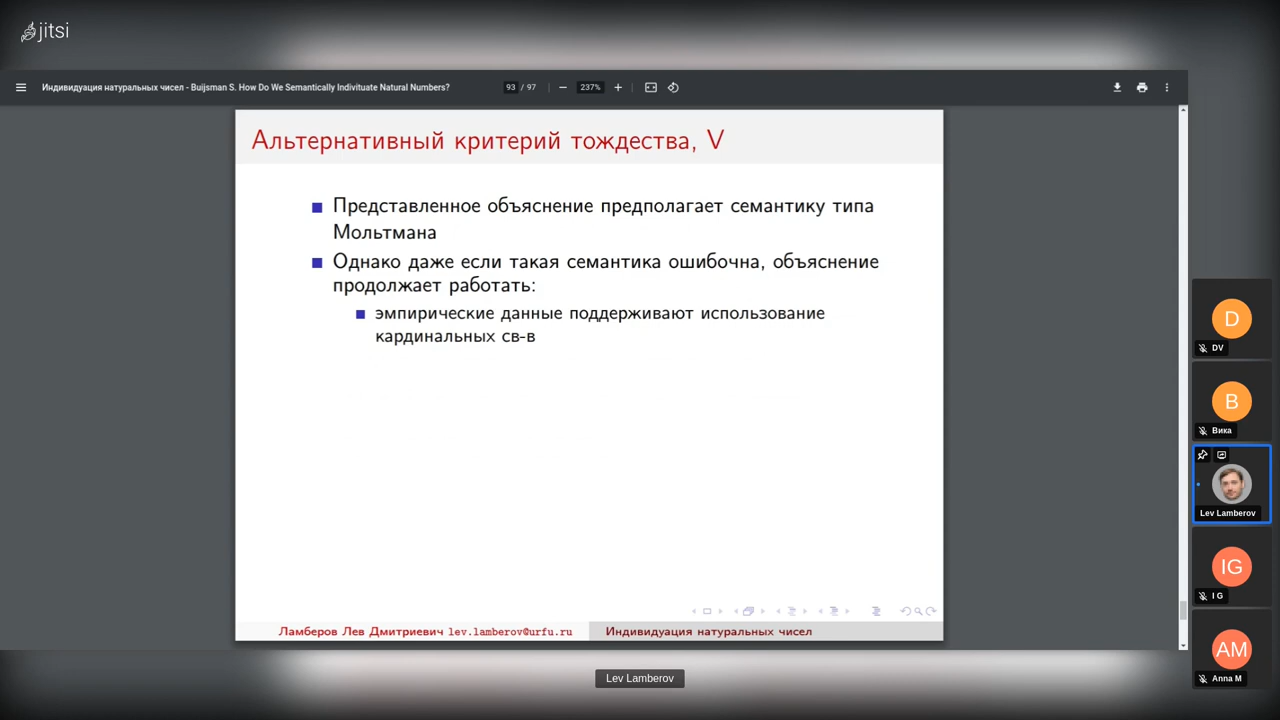 jitsi
Индивидуация натуральных чисел - Buijsman S. How Do We Semantically Indivituate Natural Numbers?
93 / 97
237%
Альтернативный критерий тождества, V
Представленное объяснение предполагает семантику типа
Мольтмана
Однако даже если такая семантика ошибочна, объяснение
продолжает работать:
эмпирические данные поддерживают использование
кардинальных св-в
Ламберов Лев Дмитриевич lev.lamberov@urfu.ru
Индивидуация натуральных чисел
D
DV
B
Вика
Lev Lamberov
IG
I G
AM
Anna M
Lev Lamberov